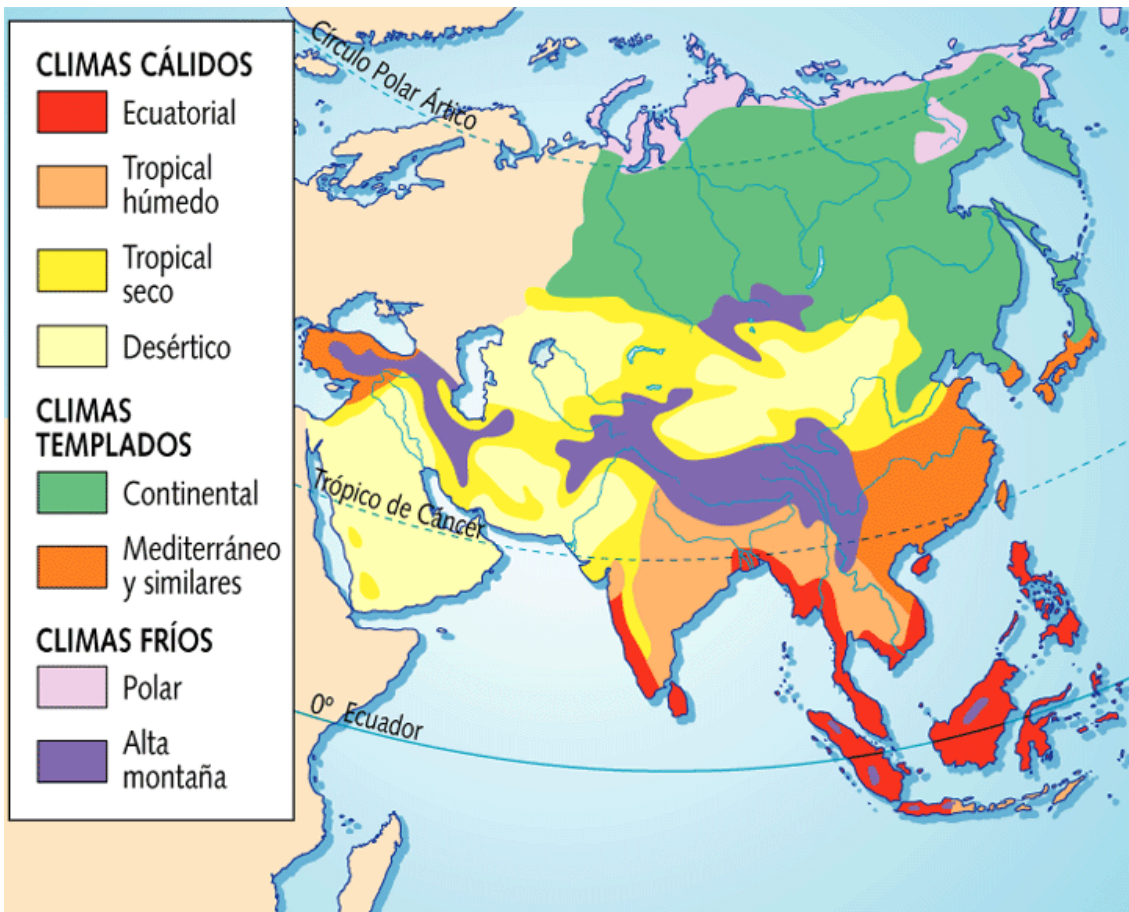 CLIMAS CÁLIDOS
Ecuatorial
Tropical
húmedo
Tropical
seco
Desértico
CLIMAS
TEMPLADOS
Continental
Mediterráneo
y similares
CLIMAS FRÍOS
Polar
Alta
montaña
Círculo Polar Ártico
Trópico de Cáncer
0º Ecuador